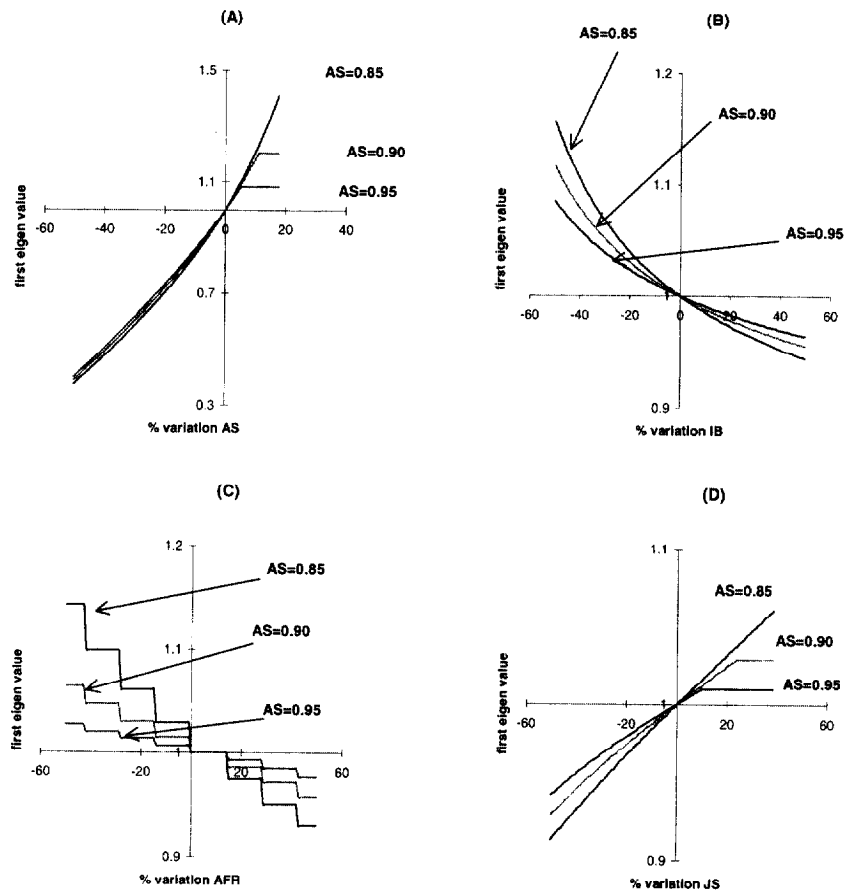 (A)
1.5
AS=0.85
AS=0.90
1.1
AS=0.95
-60 -40 -20 0 20 40
0.7
0.3
first eigen value
% variation AS
(B)
AS=0.85
1.2
AS=0.90
1.1
AS=0.95
-60 -40 -20 0 20 40 60
0.9
first eigen value
% variation IB
(C)
1.2
AS=0.85
AS=0.90
1.1
AS=0.95
-60 -20 0 20 60
0.9
first eigen value
% variation AFR
(D)
1.1
AS=0.85
AS=0.90
AS=0.95
-60 -40 -20 0 20 40 60
0.9
first eigen value
% variation JS